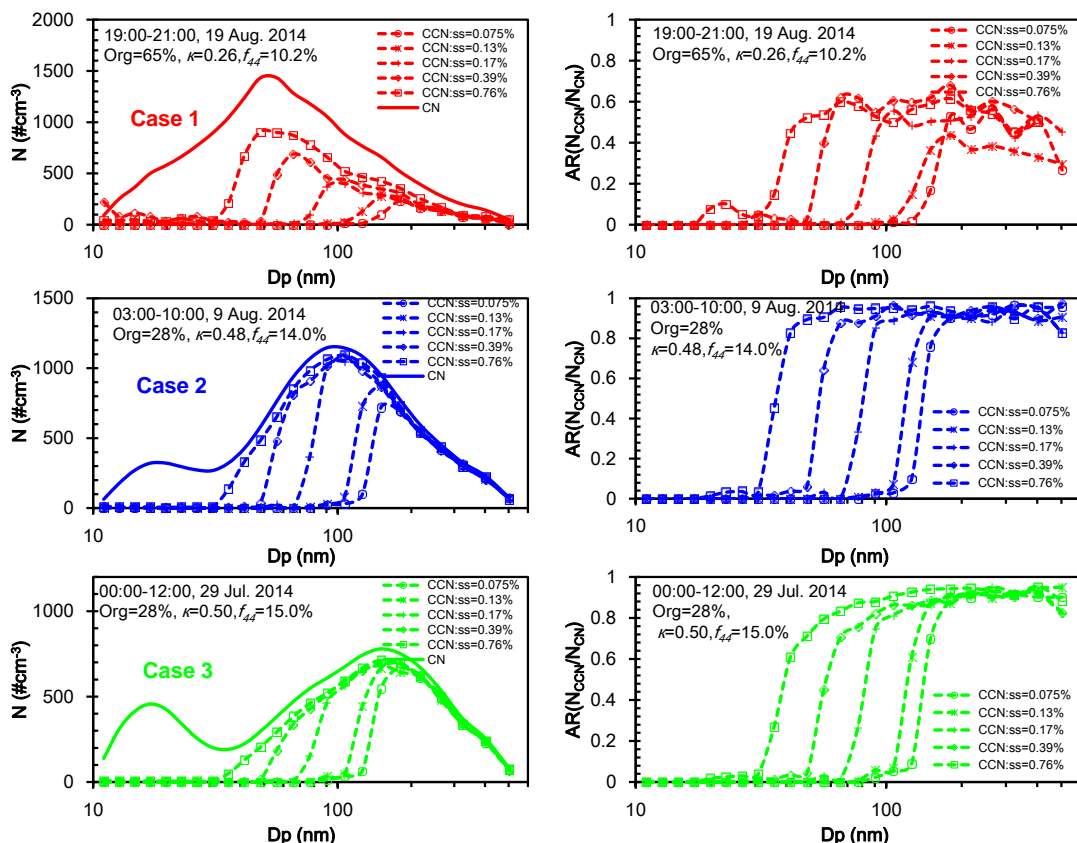 2000
1500
1000
500
0
N (#cm-3)
19:00-21:00, 19 Aug. 2014
Org=65%, κ=0.26,f44=10.2%
Case 1
CCN:ss=0.075%
CCN:ss=0.13%
CCN:ss=0.17%
CCN:ss=0.39%
CCN:ss=0.76%
CN
10
100
Dp (nm)
1
0.8
0.6
0.4
0.2
0
AR(NCCN/NCN)
19:00-21:00, 19 Aug. 2014
Org=65%, κ=0.26,f44=10.2%
CCN:ss=0.075%
CCN:ss=0.13%
CCN:ss=0.17%
CCN:ss=0.39%
CCN:ss=0.76%
10
100
Dp (nm)
1500
1000
500
0
N (#cm-3)
03:00-10:00, 9 Aug. 2014
Org=28%, κ=0.48,f44=14.0%
Case 2
CCN:ss=0.075%
CCN:ss=0.13%
CCN:ss=0.17%
CCN:ss=0.39%
CCN:ss=0.76%
CN
10
100
Dp (nm)
1
0.8
0.6
0.4
0.2
0
AR(NCCN/NCN)
03:00-10:00, 9 Aug. 2014
Org=28%
κ=0.48,f44=14.0%
CCN:ss=0.075%
CCN:ss=0.13%
CCN:ss=0.17%
CCN:ss=0.39%
CCN:ss=0.76%
10
100
Dp (nm)
1000
500
0
N (#cm-3)
00:00-12:00, 29 Jul. 2014
Org=28%, κ=0.50,f44=15.0%
Case 3
CCN:ss=0.075%
CCN:ss=0.13%
CCN:ss=0.17%
CCN:ss=0.39%
CCN:ss=0.76%
CN
10
100
Dp (nm)
1
0.8
0.6
0.4
0.2
0
AR(NCCN/NCN)
00:00-12:00, 29 Jul. 2014
Org=28%,
κ=0.50,f44=15.0%
CCN:ss=0.075%
CCN:ss=0.13%
CCN:ss=0.17%
CCN:ss=0.39%
CCN:ss=0.76%
10
100
Dp (nm)